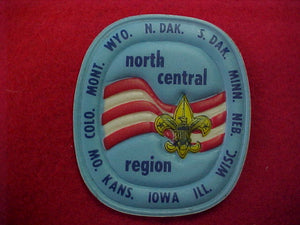 MO. COLO. MONT. WYO. N. DAK. S. DAK. MINN. NEB. WISC. ILL. IOWA KANS.
north
central
region